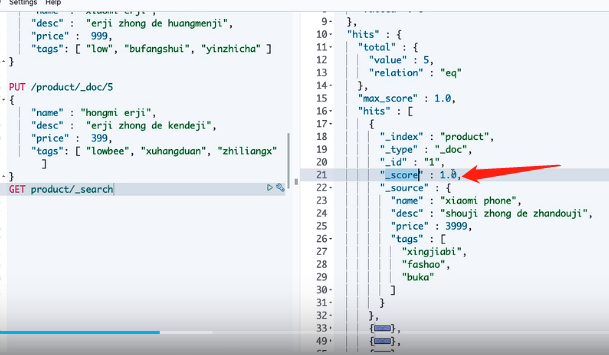 Settings Help
"name" : "xiaomi erji",
"desc" : "erji zhong de huangmenji",
"price" : 999,
"tags": [ "low", "bufangshui", "yinzhicha" ]
}
PUT /product/_doc/5
{
"name" : "hongmi erji",
"desc" : "erji zhong de kendeji",
"price" : 399,
"tags": [ "lowbee", "xuhangduan", "zhiliangx"
]
}
GET product/_search
9 },
10 "hits" : {
11 "total" : {
12 "value" : 5,
13 "relation" : "eq"
14 },
15 "max_score" : 1.0,
16 "hits" : [
17 {
18 "_index" : "product",
19 "_type" : "_doc",
20 "_id" : "1",
21 "_score" : 1.0,
22 "_source" : {
23 "name" : "xiaomi phone",
24 "desc" : "shouji zhong de zhandouji",
25 "price" : 3999,
26 "tags" : [
27 "xingjiabi",
28 "fashao",
29 "buka"
30 ]
31 }
32 },
33 {
},
49 {
},